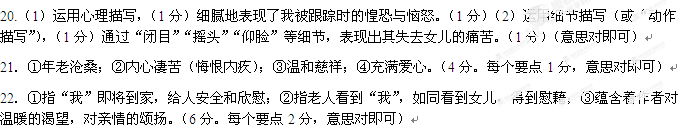 20.（1）运用心理描写，（1 分）细腻地表现了我被跟踪时的惶恐与恼怒。（1 分）（2）运用细节描写（或“动作
描写”），（1 分）通过“闭目”“摇头”“仰脸”等细节，表现出其失去女儿的痛苦。（1 分）（意思对即可）
21. ①年老沧桑；②内心凄苦（悔恨内疚）；③温和慈祥；④充满爱心。（4 分。每个要点 1 分，意思对即可）
22. ①指“我”即将到家，给人安全和欣慰；②指老人看到“我”，如同看到女儿，得到慰藉，③蕴含着作者对
温暖的渴望，对亲情的颂扬。（6 分。每个要点 2 分，意思对即可）